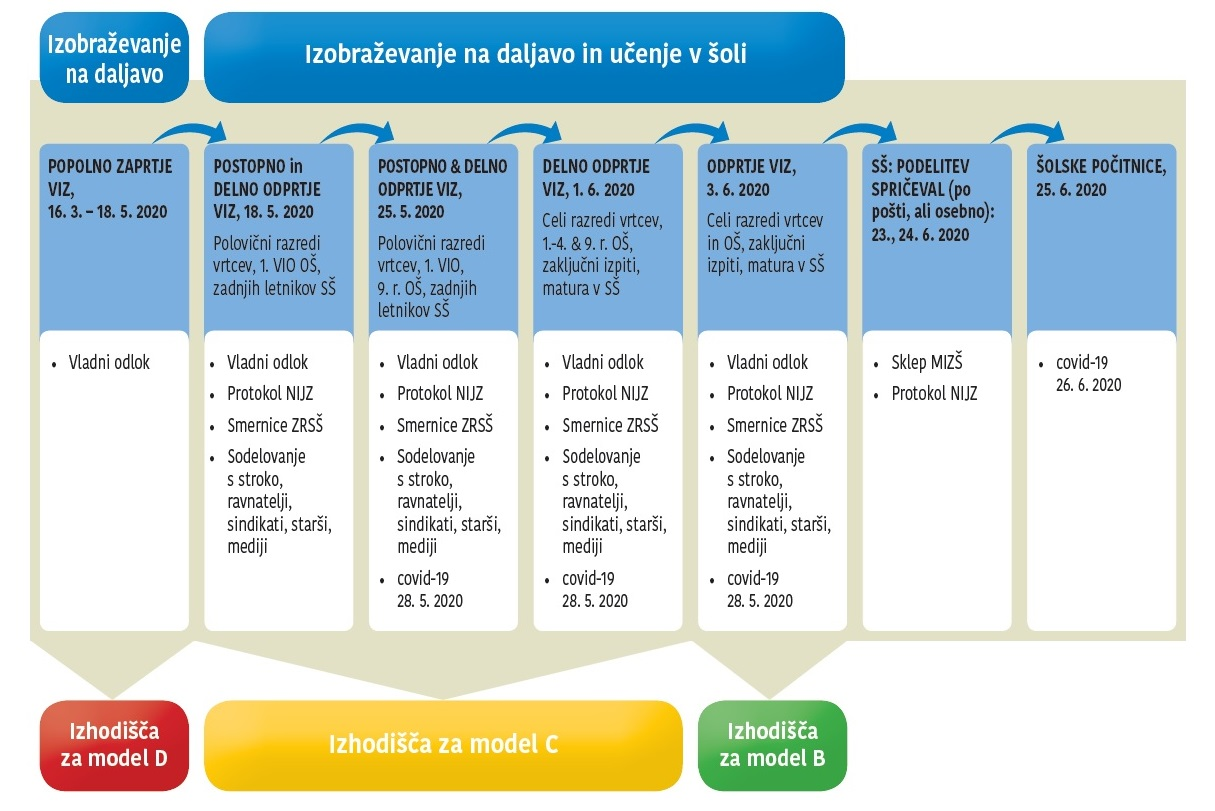 Izobraževanje
na daljavo
Izobraževanje na daljavo in učenje v šoli
POPOLNO ZAPRTJE
VIZ,
16. 3. – 18. 5. 2020
• Vladni odlok
POSTOPNO in
DELNO ODPRTJE
VIZ, 18. 5. 2020
Polovični razredi
vrtcev, 1. VIO OŠ,
zadnjih letnikov SŠ
• Vladni odlok
• Protokol NIJZ
• Smernice ZRSŠ
• Sodelovanje
s stroko,
ravnatelji,
sindikati, starši,
mediji
POSTOPNO & DELNO
ODPRTJE VIZ,
25. 5. 2020
Polovični razredi
vrtcev, 1. VIO,
9. r. OŠ, zadnjih
letnikov SŠ
• Vladni odlok
• Protokol NIJZ
• Smernice ZRSŠ
• Sodelovanje
s stroko,
ravnatelji,
sindikati, starši,
mediji
• covid-19
28. 5. 2020
DELNO ODPRTJE
VIZ, 1. 6. 2020
Celi razredi vrtcev,
1.-4. & 9. r. OŠ,
zaključni izpiti,
matura v SŠ
• Vladni odlok
• Protokol NIJZ
• Smernice ZRSŠ
• Sodelovanje
s stroko,
ravnatelji,
sindikati, starši,
mediji
• covid-19
28. 5. 2020
ODPRTJE VIZ,
3. 6. 2020
Celi razredi vrtcev
in OŠ, zaključni
izpiti, matura v SŠ
• Vladni odlok
• Protokol NIJZ
• Smernice ZRSŠ
• Sodelovanje
s stroko,
ravnatelji,
sindikati, starši,
mediji
• covid-19
28. 5. 2020
SŠ: PODELITEV
SPRIČEVAL (po
pošti, ali osebno):
23., 24. 6. 2020
• Sklep MIZŠ
• Protokol NIJZ
ŠOLSKE POČITNICE,
25. 6. 2020
• covid-19
26. 6. 2020
Izhodišča
za model D
Izhodišča za model C
Izhodišča
za model B